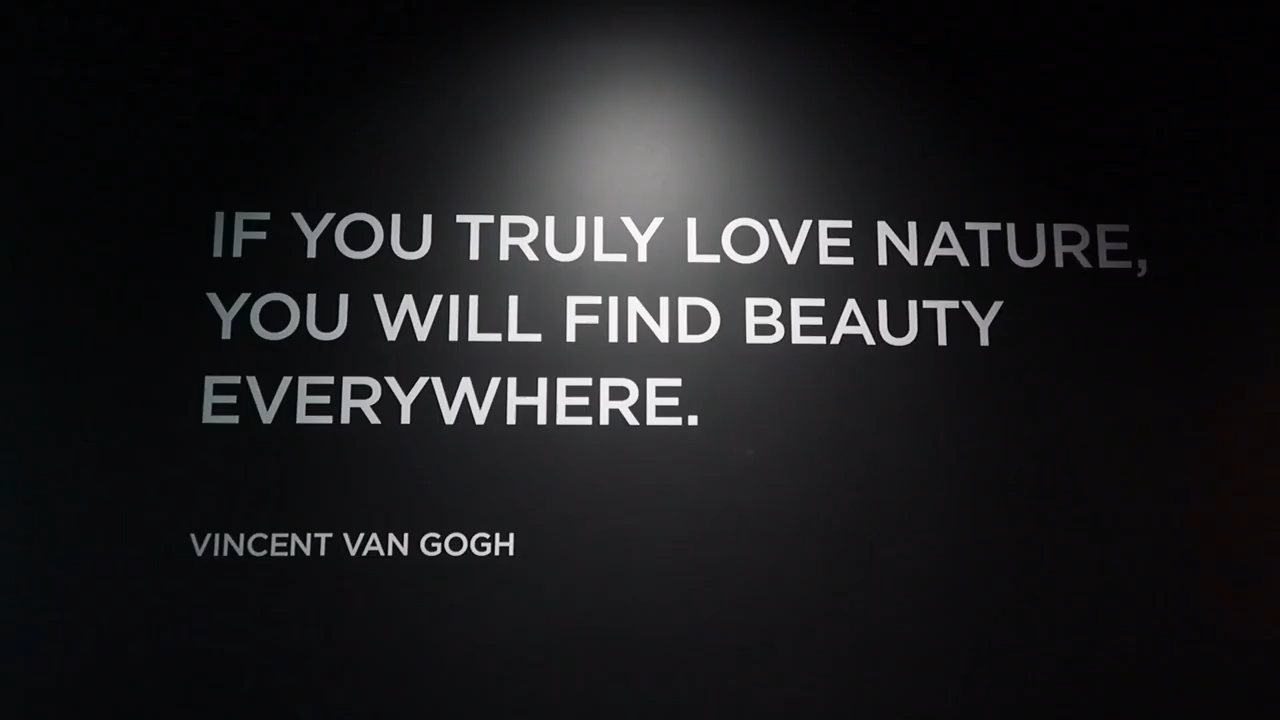 IF YOU TRULY LOVE NATURE,
YOU WILL FIND BEAUTY
EVERYWHERE.
VINCENT VAN GOGH